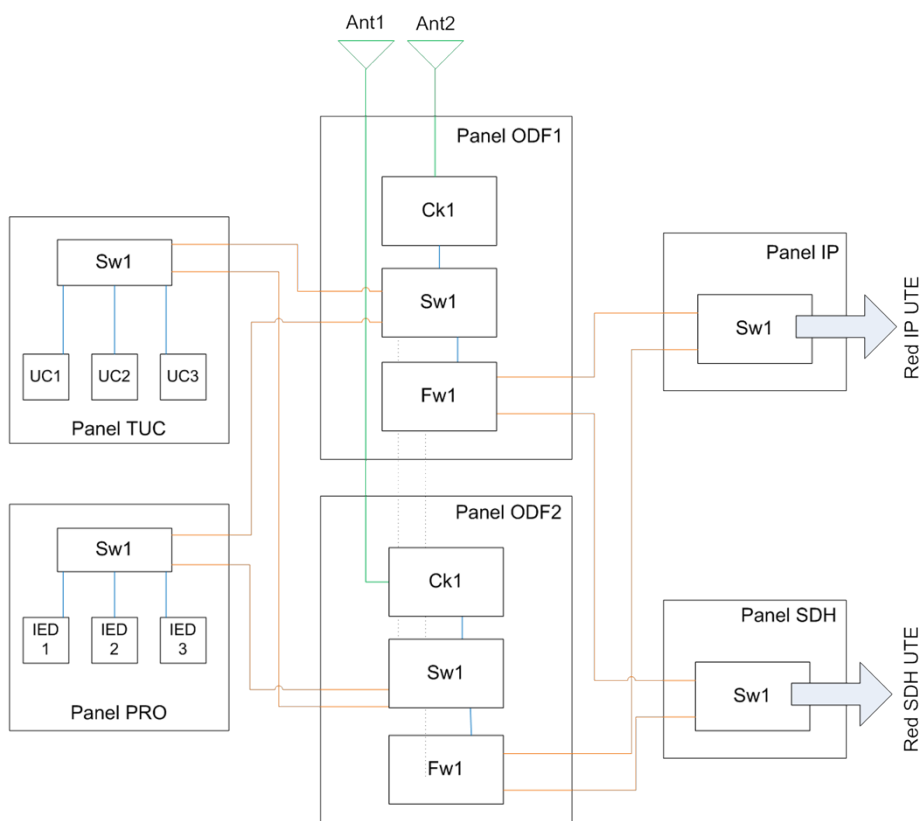 Ant1
Ant2
Panel ODF1
Ck1
Sw1
Fw1
Sw1
UC1
UC2
UC3
Panel TUC
Panel IP
Sw1
Red IP UTE
Panel ODF2
Ck1
Sw1
Fw1
Sw1
IED
1
IED
2
IED
3
Panel PRO
Panel SDH
Sw1
Red SDH UTE